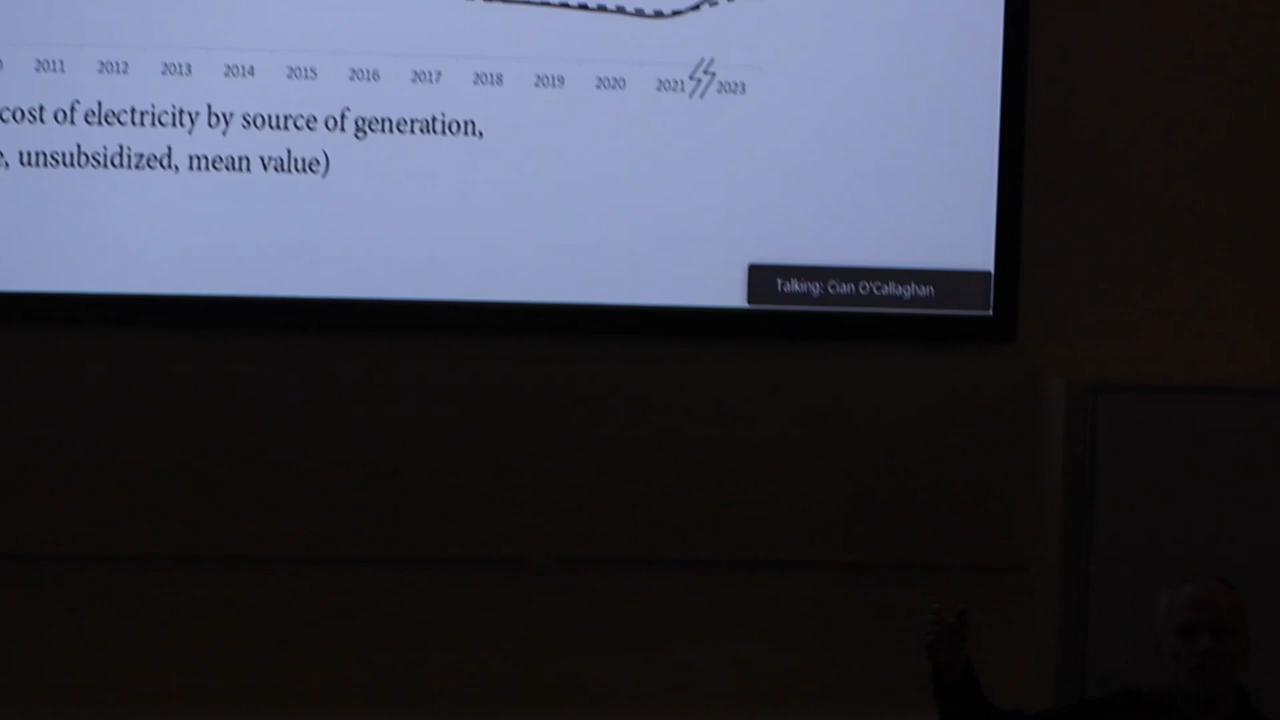 2011 2012 2013 2014 2015 2016 2017 2018 2019 2020 2021 2023
cost of electricity by source of generation,
, unsubsidized, mean value)
Talking: Cian O'Callaghan